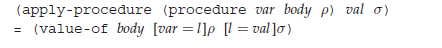 (apply-procedure (procedure var body ρ) val σ)
= (value-of body [var = l]ρ [l = val]σ)